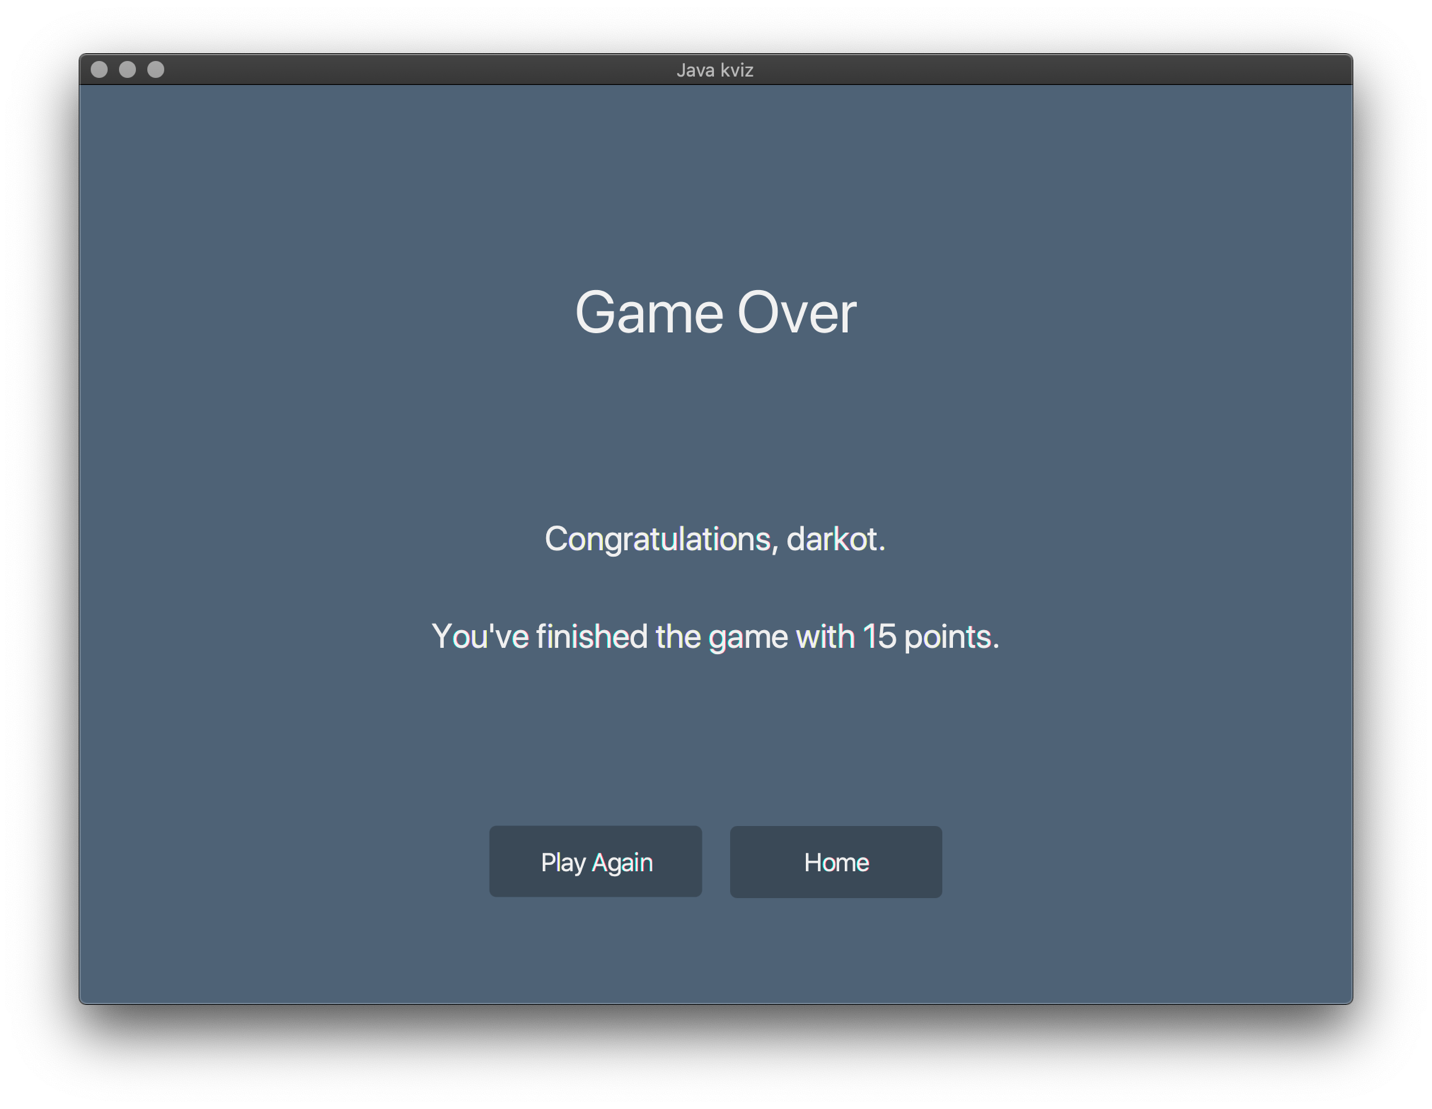 Java kviz
Game Over
Congratulations, darkot.
You've finished the game with 15 points.
Play Again
Home